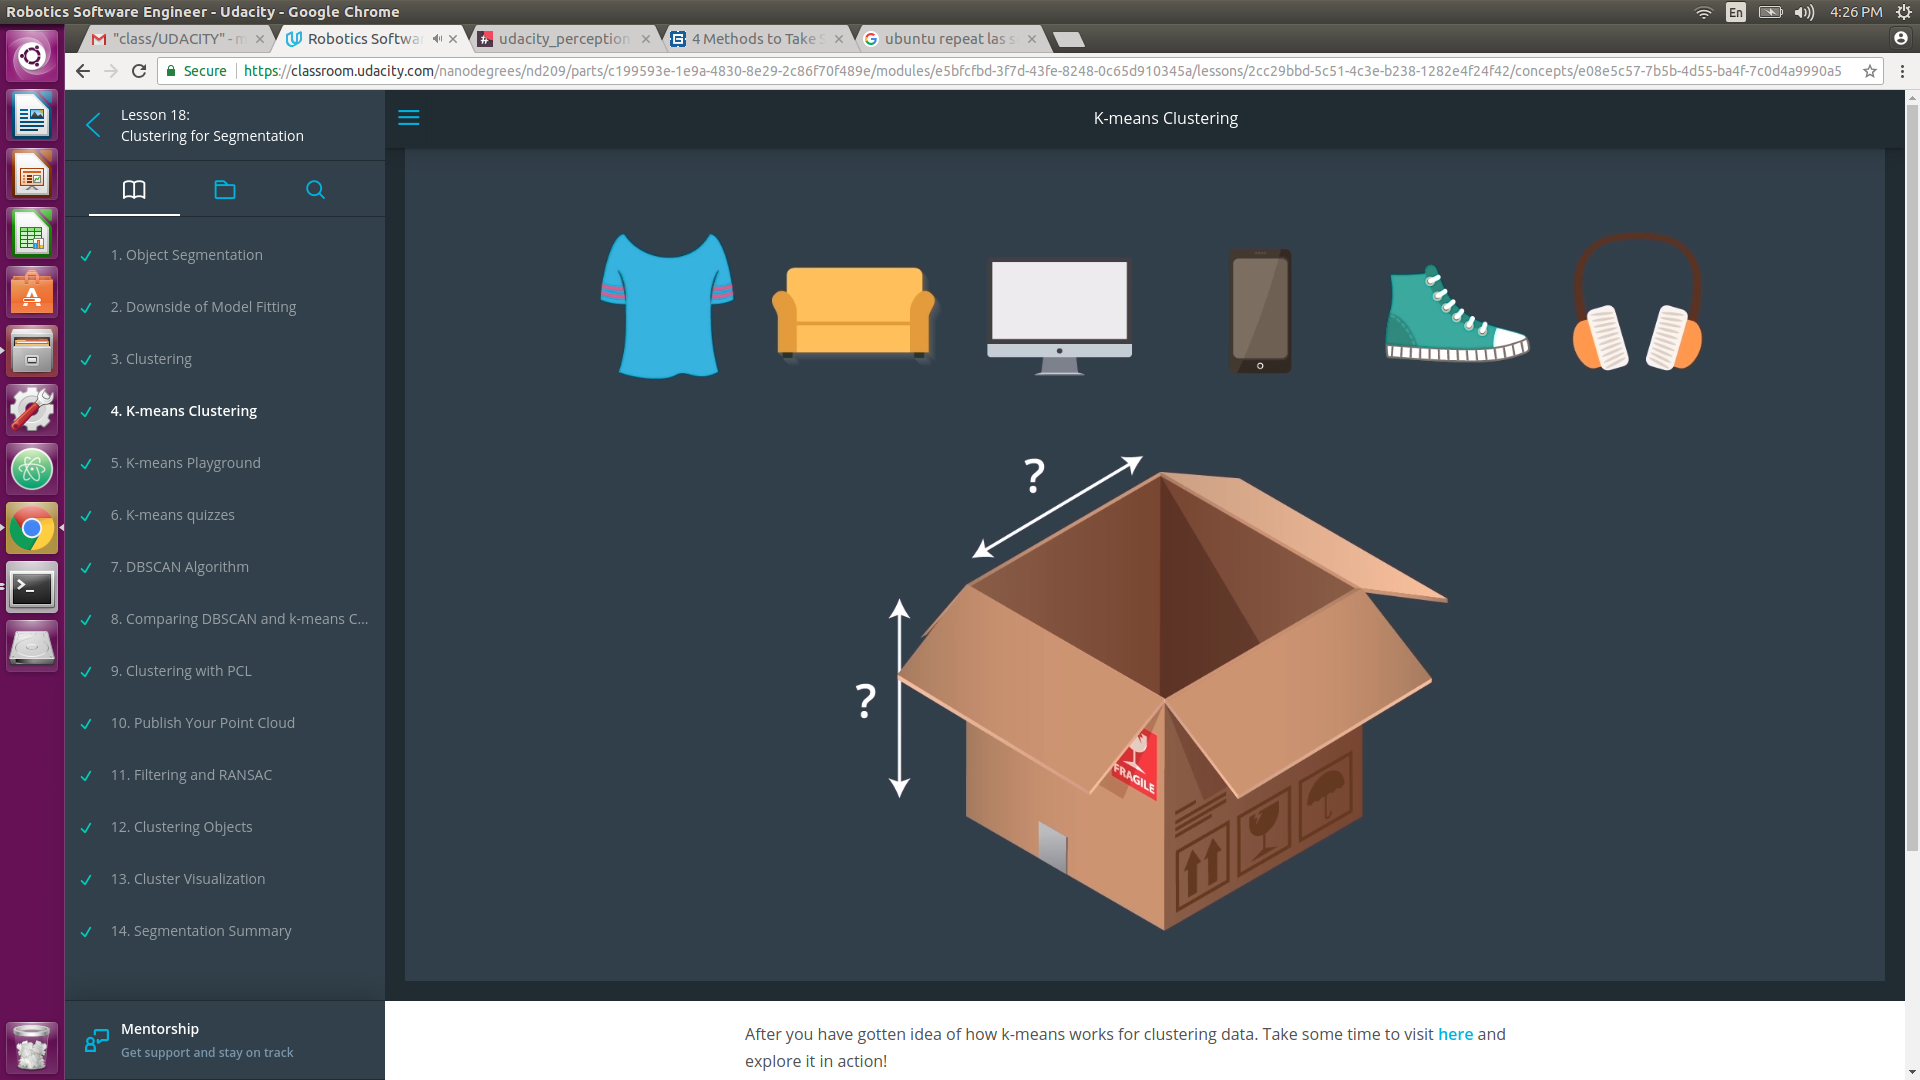 Robotics Software Engineer - Udacity - Google Chrome
En
4:26 PM
"class/UDACITY" - m
Robotics Softwa
udacity_perception
4 Methods to Take S
ubuntu repeat las s
Secure
https://classroom.udacity.com/nanodegrees/nd209/parts/c199593e-1e9a-4830-8e29-2c86f70f489e/modules/e5bfcfbd-3f7d-43fe-8248-0c65d910345a/lessons/2cc29bbd-5c51-4c3e-b238-1282e4f24f42/concepts/e08e5c57-7b5b-4d55-ba4f-7c0d4a9990a5
Lesson 18:
Clustering for Segmentation
K-means Clustering
1. Object Segmentation
2. Downside of Model Fitting
3. Clustering
4. K-means Clustering
5. K-means Playground
6. K-means quizzes
7. DBSCAN Algorithm
8. Comparing DBSCAN and k-means C...
9. Clustering with PCL
10. Publish Your Point Cloud
11. Filtering and RANSAC
12. Clustering Objects
13. Cluster Visualization
14. Segmentation Summary
?
?
FRAGILE
Mentorship
Get support and stay on track
After you have gotten idea of how k-means works for clustering data. Take some time to visit here and
explore it in action!